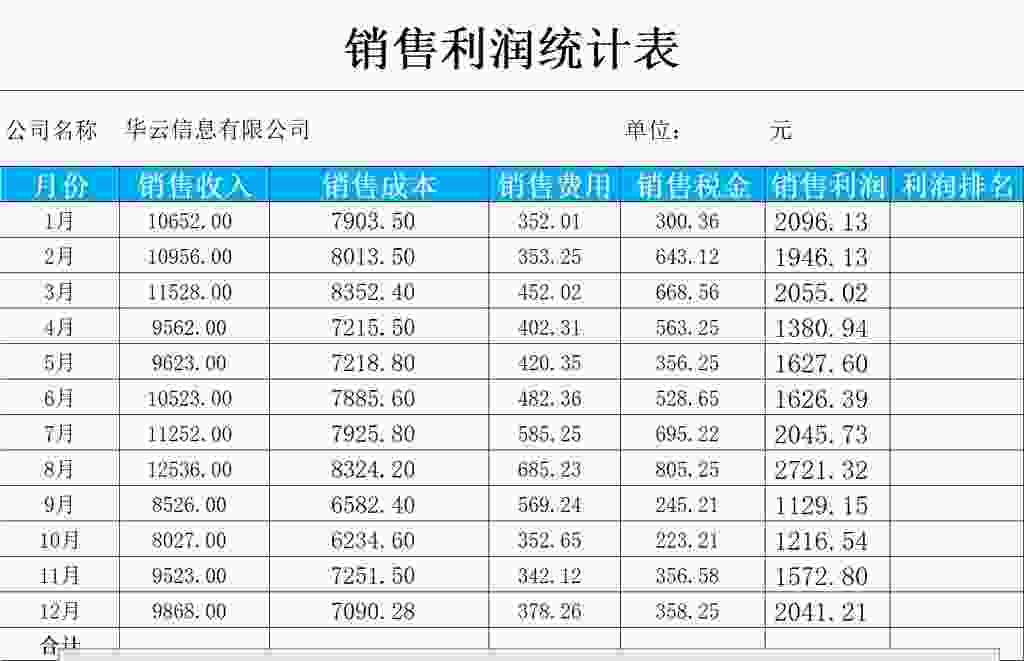 销售利润统计表
公司名称 华云信息有限公司 单位： 元
月份 销售收入 销售成本 销售费用 销售税金 销售利润 利润排名
1月 10652.00 7903.50 352.01 300.36 2096.13
2月 10956.00 8013.50 353.25 643.12 1946.13
3月 11528.00 8352.40 452.02 668.56 2055.02
4月 9562.00 7215.50 402.31 563.25 1380.94
5月 9623.00 7218.80 420.35 356.25 1627.60
6月 10523.00 7885.60 482.36 528.65 1626.39
7月 11252.00 7925.80 585.25 695.22 2045.73
8月 12536.00 8324.20 685.23 805.25 2721.32
9月 8526.00 6582.40 569.24 245.21 1129.15
10月 8027.00 6234.60 352.65 223.21 1216.54
11月 9523.00 7251.50 342.12 356.58 1572.80
12月 9868.00 7090.28 378.26 358.25 2041.21
合计